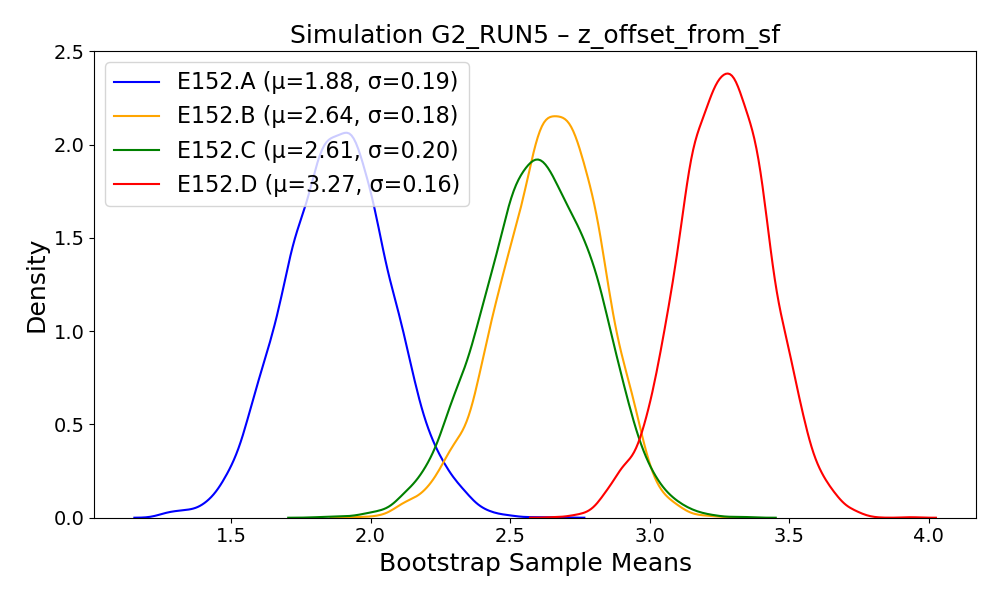 Simulation G2_RUN5 – z_offset_from_sf
E152.A (μ=1.88, σ=0.19)
E152.B (μ=2.64, σ=0.18)
E152.C (μ=2.61, σ=0.20)
E152.D (μ=3.27, σ=0.16)
Density
2.5
2.0
1.5
1.0
0.5
0.0
1.5 2.0 2.5 3.0 3.5 4.0
Bootstrap Sample Means